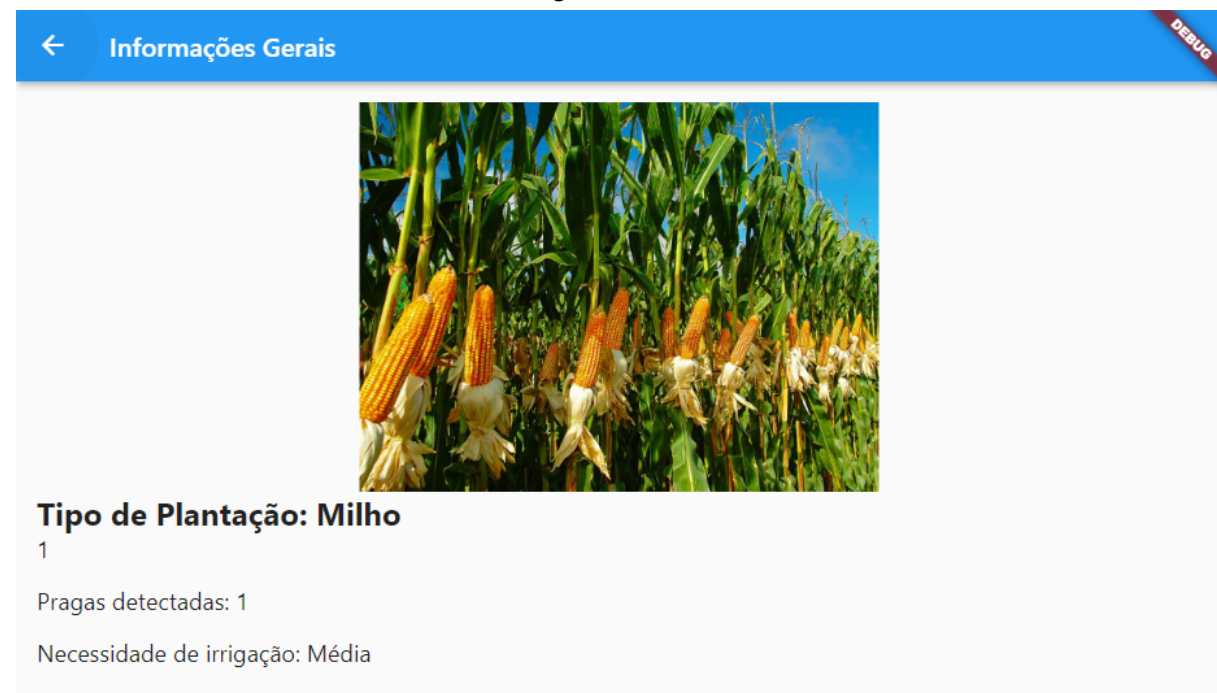 Informações Gerais
DEBUG
Tipo de Plantação: Milho
1
Pragas detectadas: 1
Necessidade de irrigação: Média